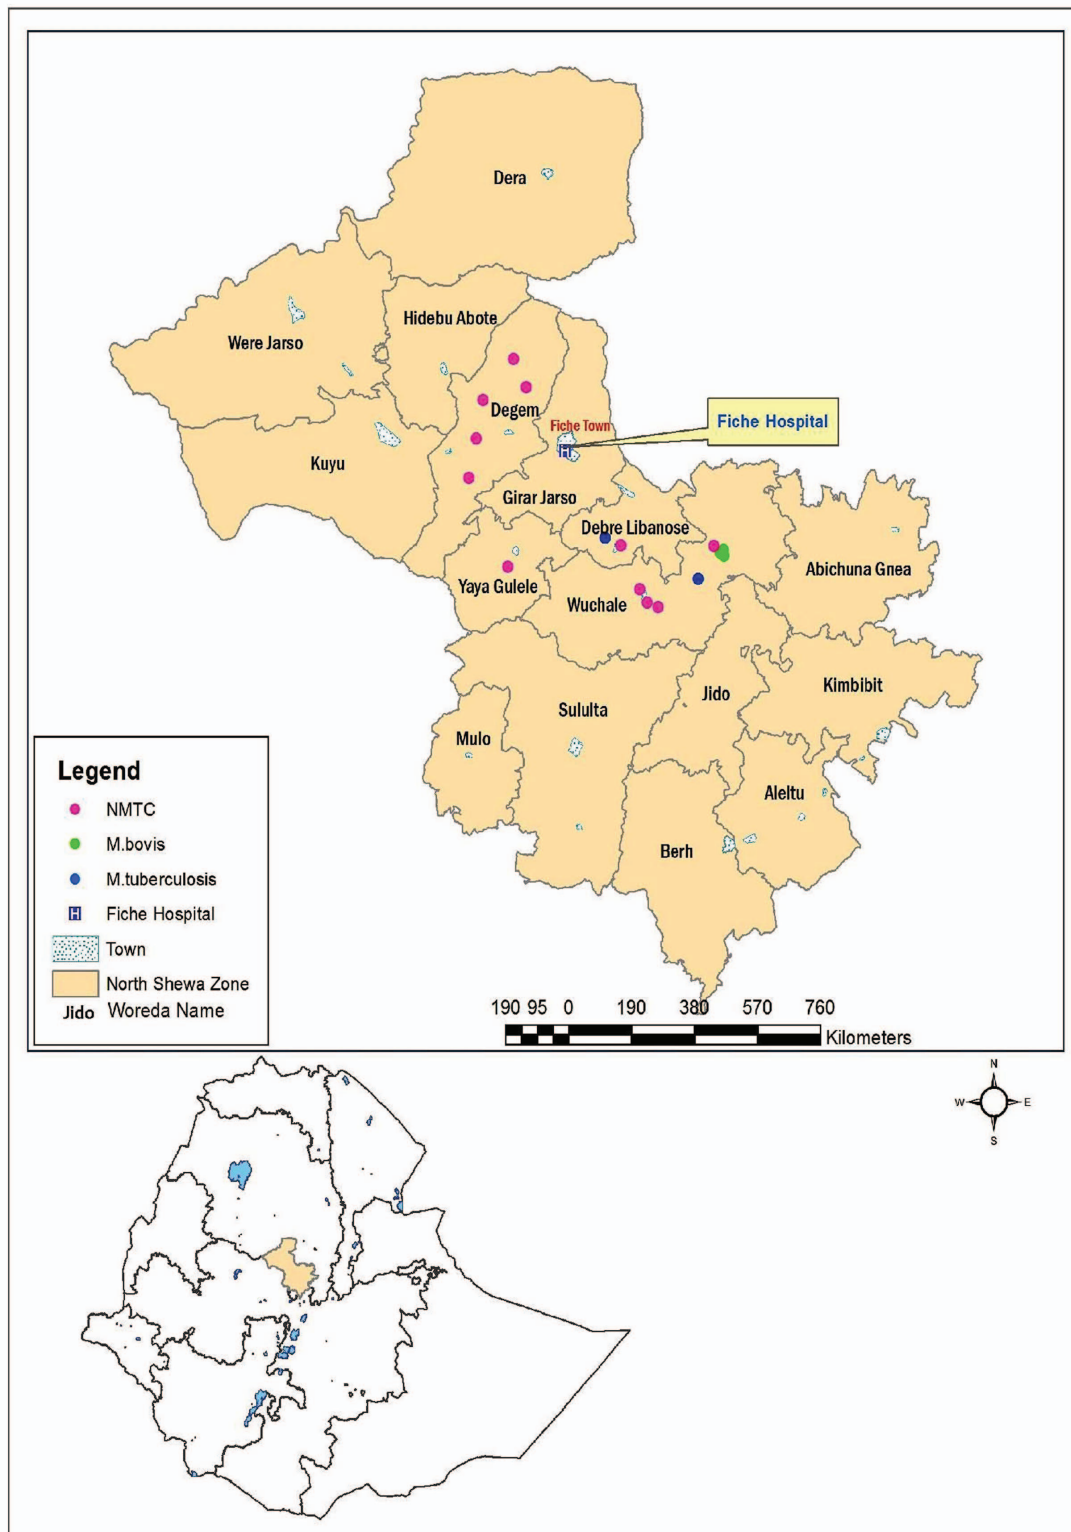 Dera
Hidebu Abote
Were Jarso
Degem
Fiche Town
Fiche Hospital
H
Kuyu
Girar Jarso
Debre Libanose
Abichuna Gnea
Yaya Gulele
Wuchale
Kimbibit
Jido
Sululta
Mulo
Aleltu
Berh
Legend
NMTC
M.bovis
M.tuberculosis
H Fiche Hospital
Town
North Shewa Zone
Jido Woreda Name
190 95 0 190 380 570 760
Kilometers
N
W E
S